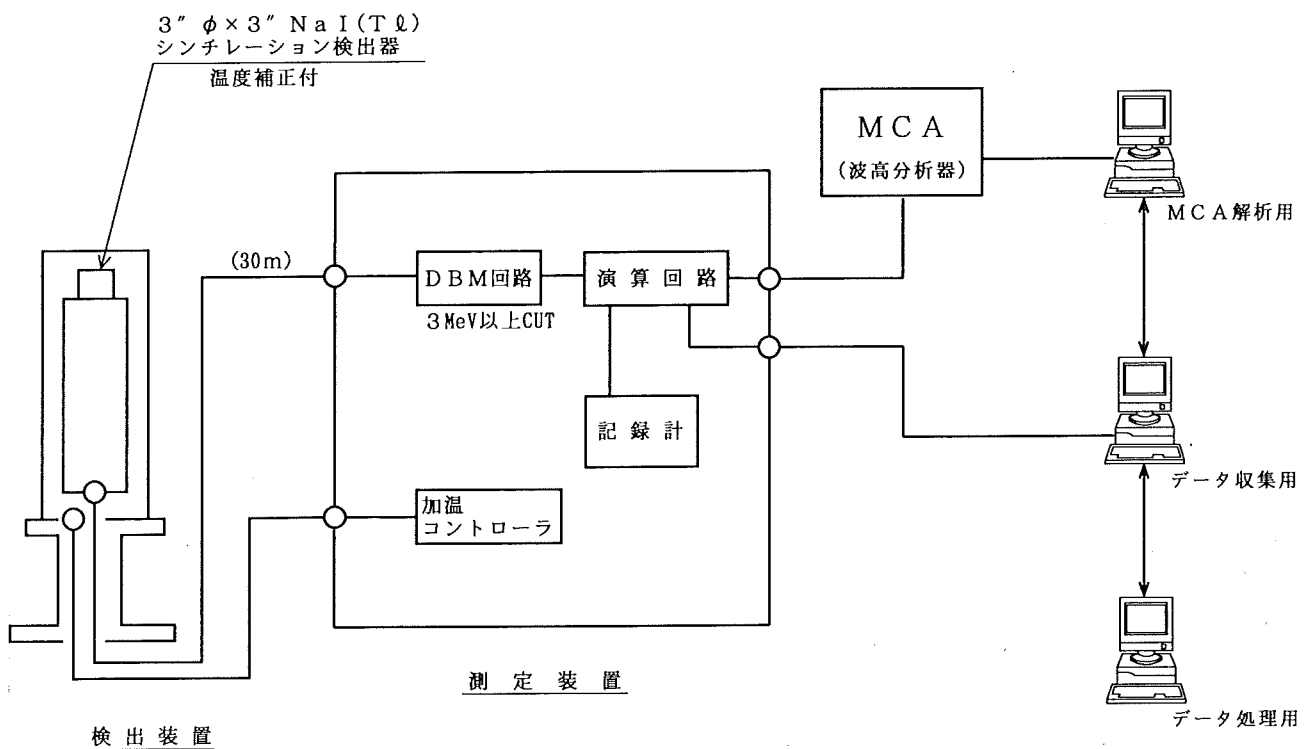 3″φ×3″NaI(Tℓ)
シンチレーション検出器
温度補正付
MCA
(波高分析器)
MCA解析用
(30m)
DBM回路
3MeV以上CUT
演算回路
記録計
データ収集用
加温
コントローラ
測定装置
検出装置
データ処理用